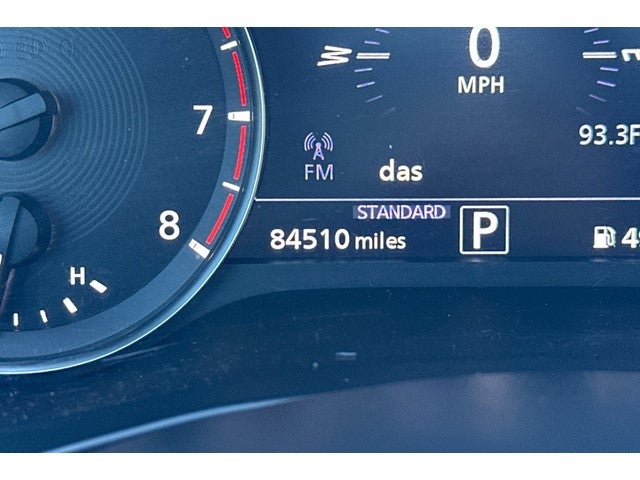 W
0
E
MPH
7
93.3F
FM
das
8
STANDARD
84510 miles
P
H